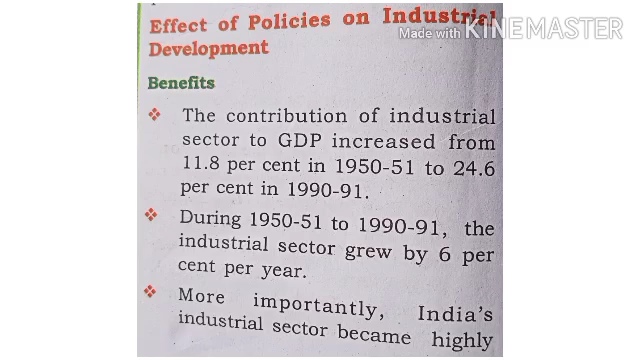 Effect of Policies on Industrial
Made with KINEMASTER
Development
Benefits
❖ The contribution of industrial
sector to GDP increased from
11.8 per cent in 1950-51 to 24.6
per cent in 1990-91.
❖ During 1950-51 to 1990-91, the
industrial sector grew by 6 per
cent per year.
❖ More importantly, India's
industrial sector became highly